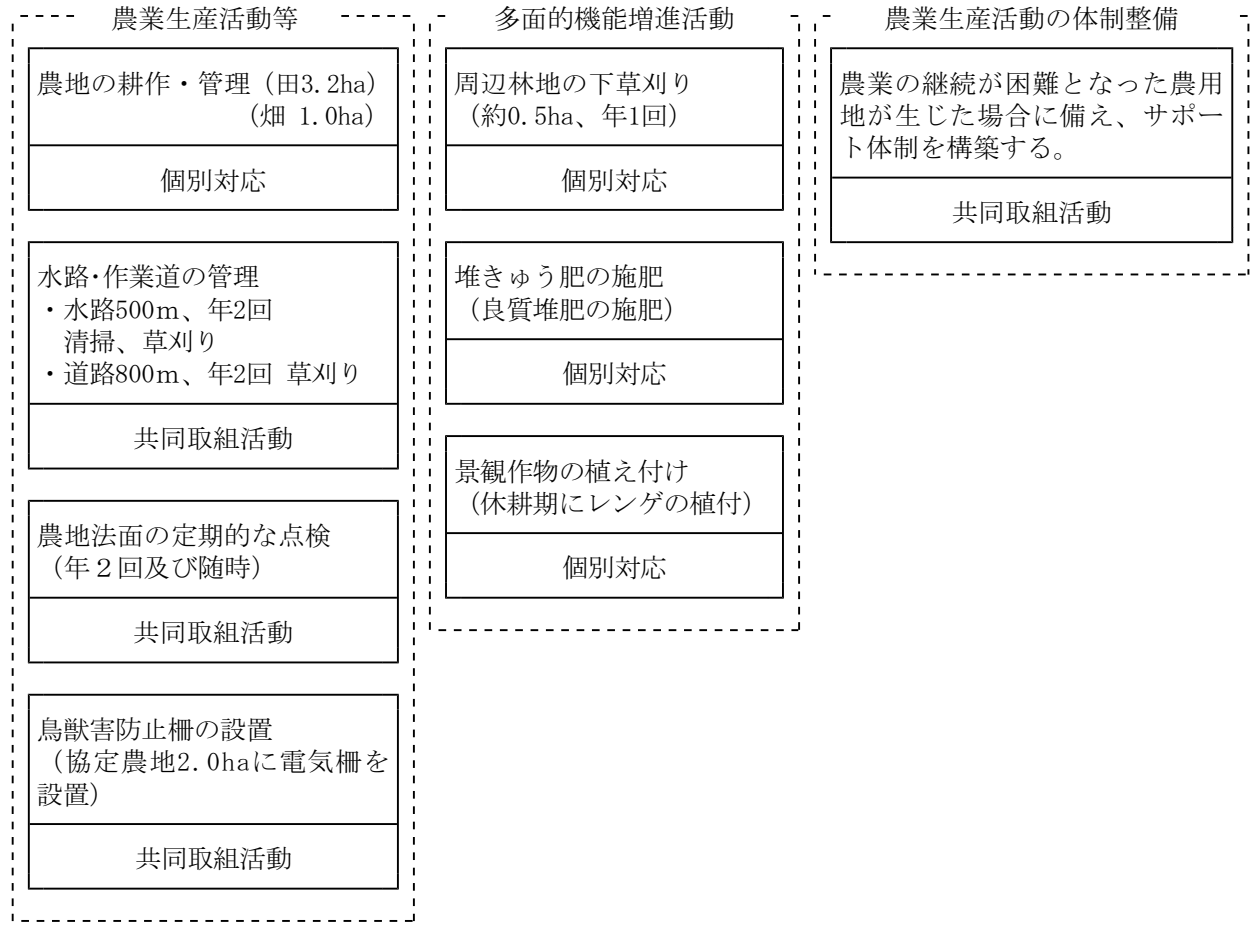 農業生産活動等
農地の耕作・管理（田3.2ha）
（畑 1.0ha）
個別対応
水路･作業道の管理
・水路500ｍ、年2回
清掃、草刈り
・道路800ｍ、年2回 草刈り
共同取組活動
農地法面の定期的な点検
（年２回及び随時）
共同取組活動
鳥獣害防止柵の設置
（協定農地2.0haに電気柵を
設置）
共同取組活動
多面的機能増進活動
周辺林地の下草刈り
（約0.5ha、年1回）
個別対応
堆きゅう肥の施肥
（良質堆肥の施肥）
個別対応
景観作物の植え付け
（休耕期にレンゲの植付）
個別対応
農業生産活動の体制整備
農業の継続が困難となった農用
地が生じた場合に備え、サポー
ト体制を構築する。
共同取組活動